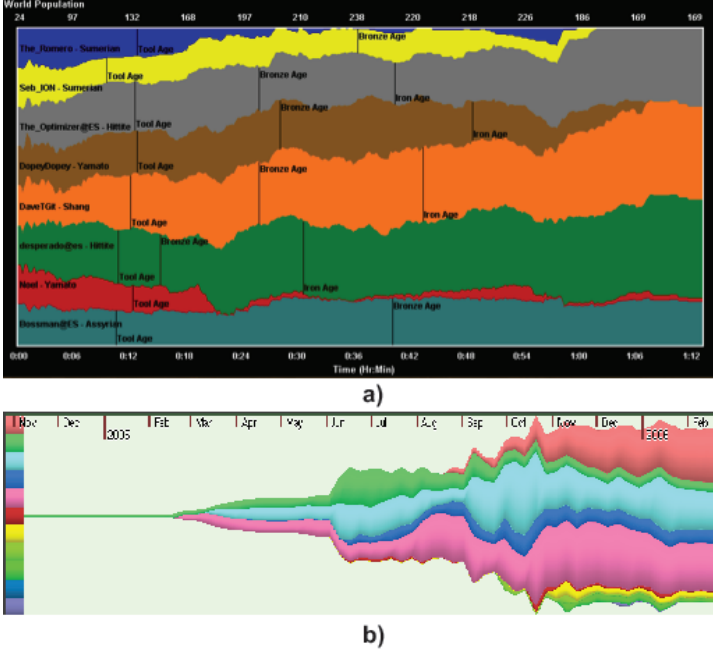 World Population
24 97 132 168 197 210 238 220 212 186 169 169
The_Romero - Sumerian
Tool Age
Bronze Age
Seb_ION - Sumerian
Tool Age
Bronze Age
Iron Age
The_Optimizer@ES - Hittite
Tool Age
Bronze Age
Iron Age
DopeyDopey - Yamato
Tool Age
Bronze Age
Iron Age
DaveTGit - Shang
Tool Age
Bronze Age
desperado@es - Hittite
Tool Age
Iron Age
Noel - Yamato
Tool Age
Bronze Age
Bossman@ES - Assyrian
Tool Age
0:00 0:06 0:12 0:18 0:24 0:30 0:36 0:42 0:48 0:54 1:00 1:06 1:12
Time (Hr:Min)
a)
Nov Dec Feb Mar Apr May Jun Jul Aug Sep Oct Nov Dec Feb
2005 2006
b)